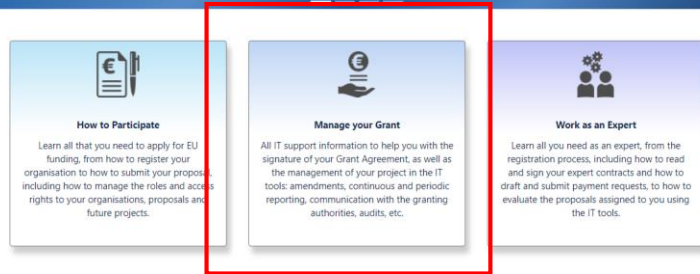 How to Participate
Learn all that you need to apply for EU
funding, from how to register your
organisation to how to submit your proposal,
including how to manage the roles and access
rights to your organisations, proposals and
future projects.
Manage your Grant
All IT support information to help you with the
signature of your Grant Agreement, as well as
the management of your project in the IT
tools: amendments, continuous and periodic
reporting, communication with the granting
authorities, audits, etc.
Work as an Expert
Learn all you need as an expert, from the
registration process, including how to read
and sign your expert contracts and how to
draft and submit payment requests, to how to
evaluate the proposals assigned to you using
the IT tools.